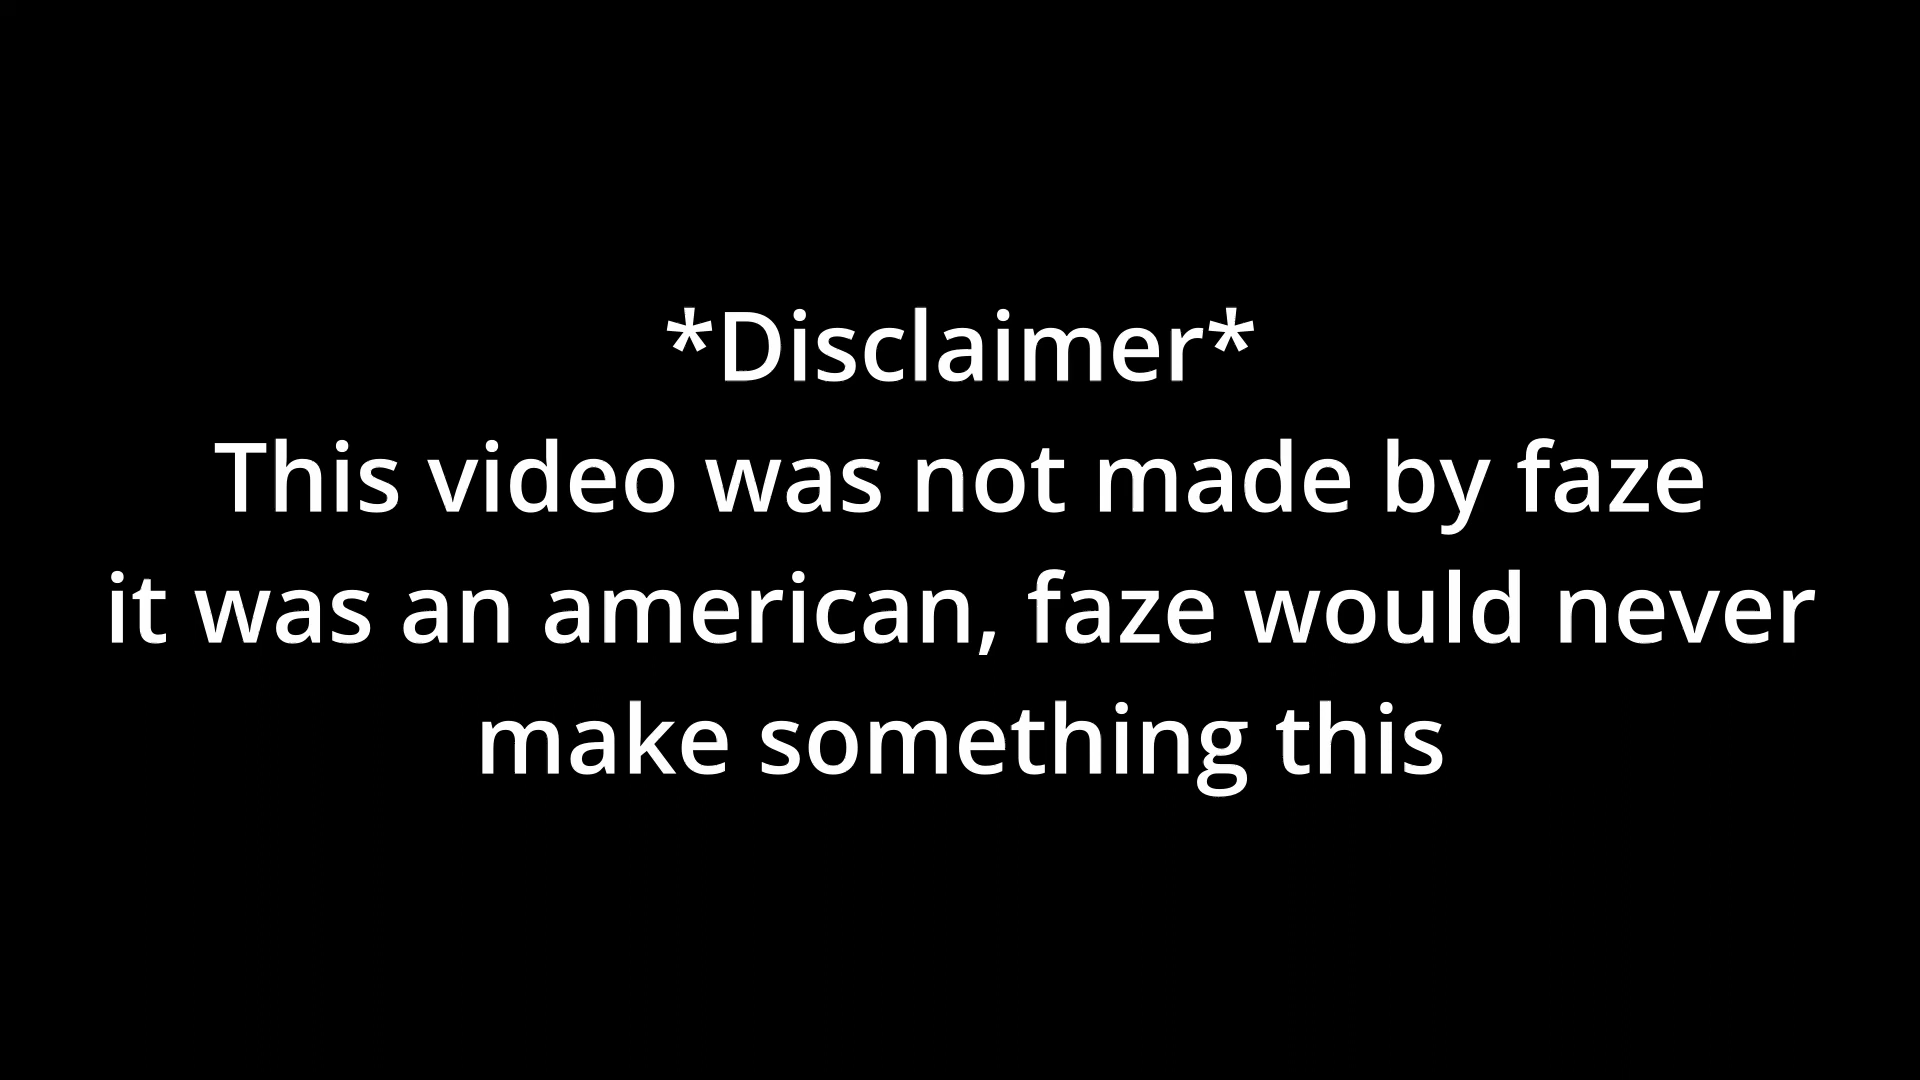 *Disclaimer*
This video was not made by faze
it was an american, faze would never
make something this